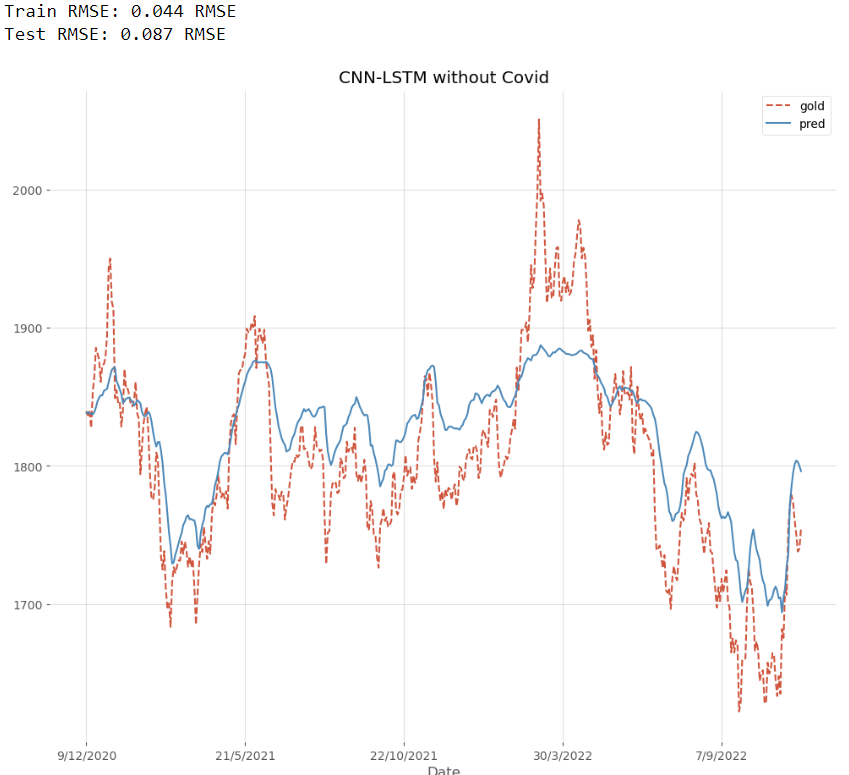 Train RMSE: 0.044 RMSE
Test RMSE: 0.087 RMSE
CNN-LSTM without Covid
gold
pred
2000
1900
1800
1700
9/12/2020 21/5/2021 22/10/2021 30/3/2022 7/9/2022
Date